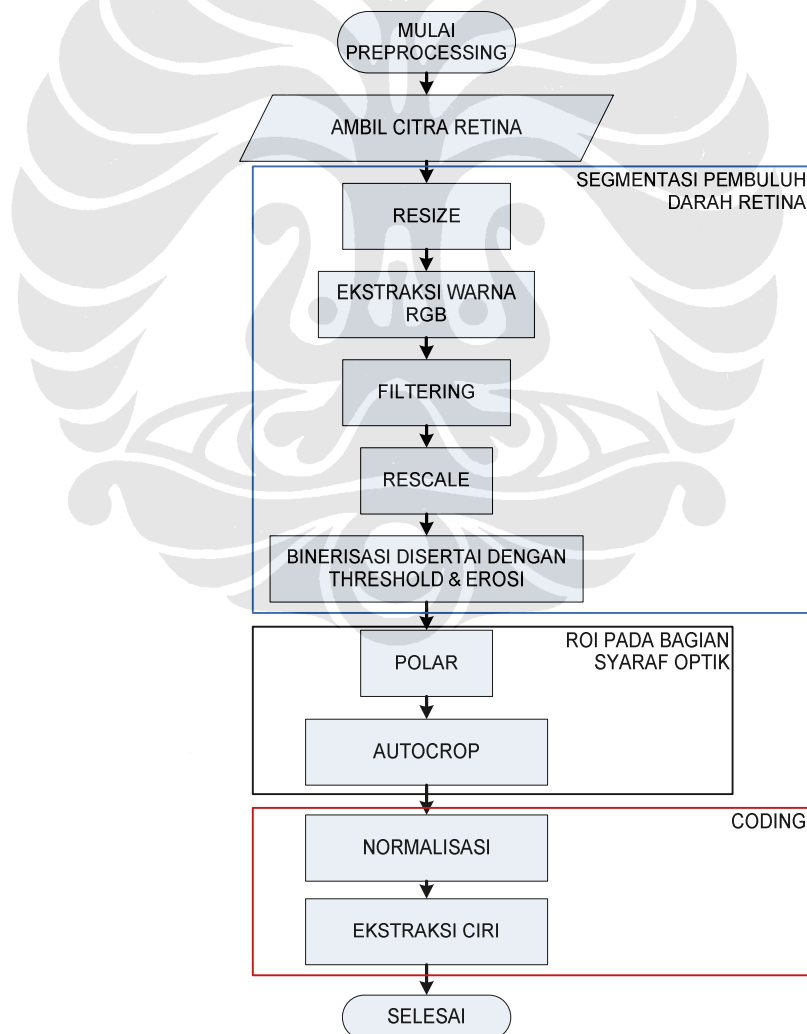 MULAI
PREPROCESSING
AMBIL CITRA RETINA
SEGMENTASI PEMBULUH
DARAH RETINA
RESIZE
EKSTRAKSI WARNA
RGB
FILTERING
RESCALE
BINERISASI DISERTAI DENGAN
THRESHOLD & EROSI
ROI PADA BAGIAN
SYARAF OPTIK
POLAR
AUTOCROP
CODING
NORMALISASI
EKSTRAKSI CIRI
SELESAI